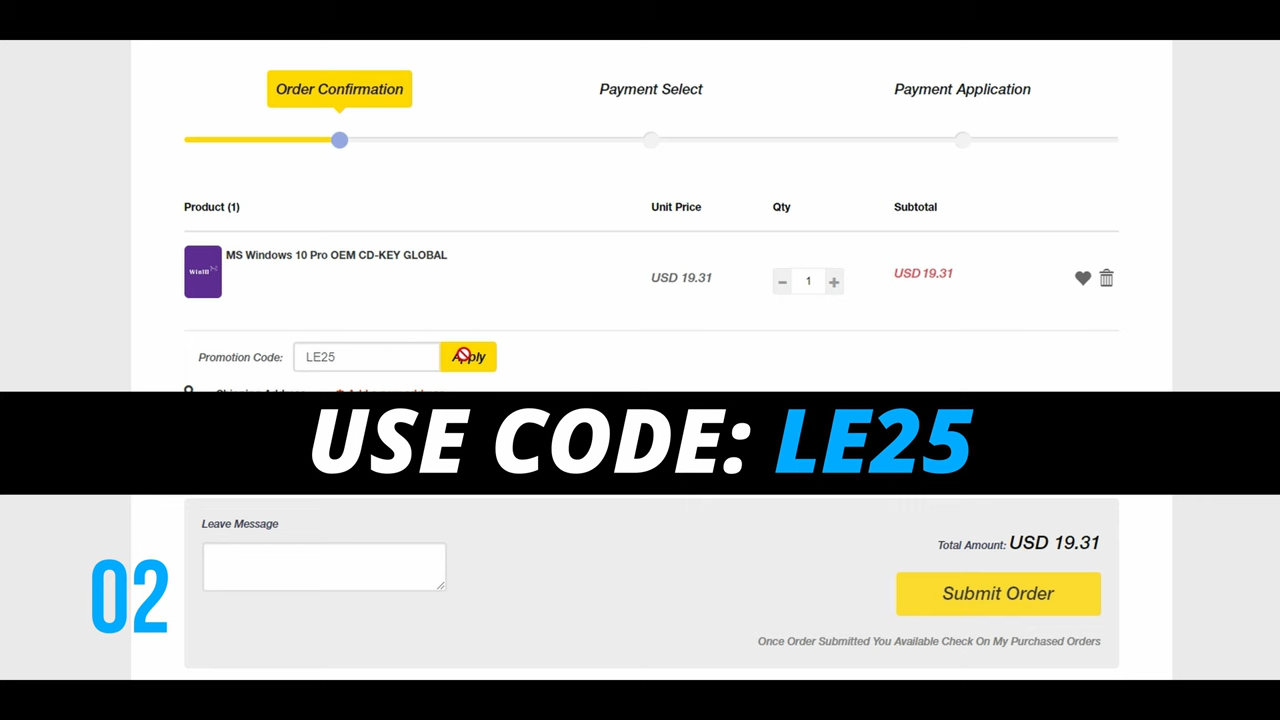 Order Confirmation
Payment Select
Payment Application
Product (1)
Unit Price
Qty
Subtotal
MS Windows 10 Pro OEM CD-KEY GLOBAL
Win10
USD 19.31
1
USD 19.31
Promotion Code:
LE25
Apply
USE CODE: LE25
Leave Message
Total Amount: USD 19.31
02
Submit Order
Once Order Submitted You Available Check On My Purchased Orders